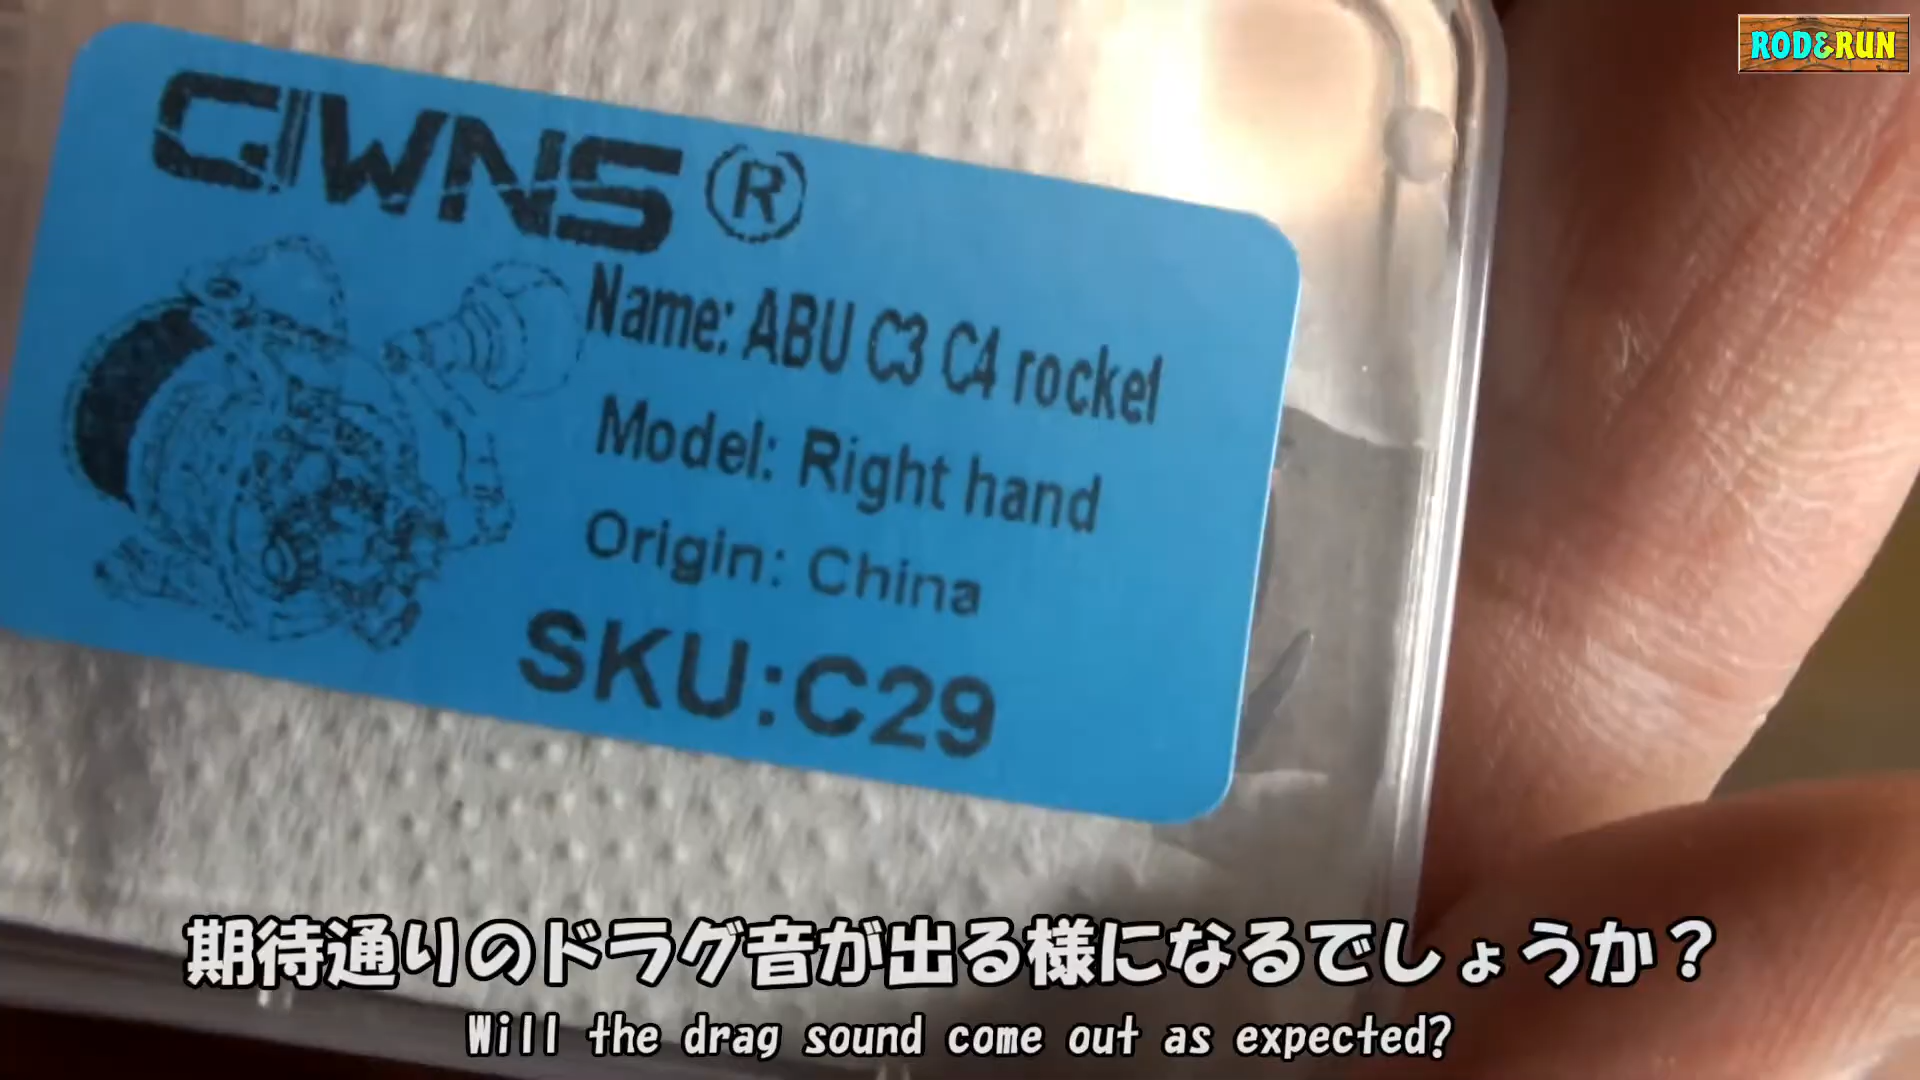 ROD&RUN
GIWNS®
Name: ABU C3 C4 rocket
Model: Right hand
Origin: China
SKU:C29
期待通りのドラグ音が出る様になるでしょうか？
Will the drag sound come out as expected?